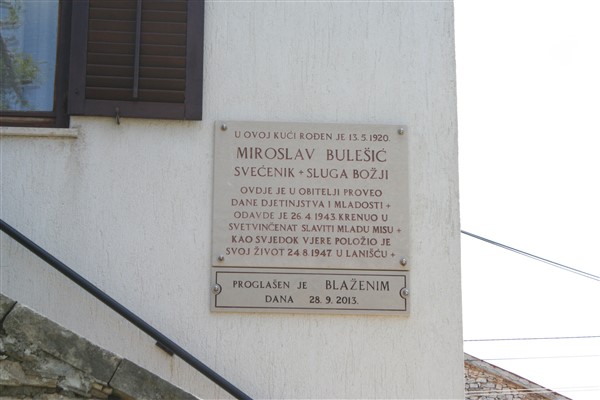 U OVOJ KUĆI ROĐEN JE 13.5.1920.
MIROSLAV BULEŠIĆ
SVEĆENIK + SLUGA BOŽJI
OVDJE JE U OBITELJI PROVEO
DANE DJETINJSTVA I MLADOSTI +
ODAVDE JE 26.4.1943. KRENUO U
SVETVINČENAT SLAVITI MLADU MISU +
KAO SVJEDOK VJERE POLOŽIO JE
SVOJ ŽIVOT 24.8.1947. U LANIŠĆU +
PROGLAŠEN JE BLAŽENIM
DANA 28. 9. 2013.